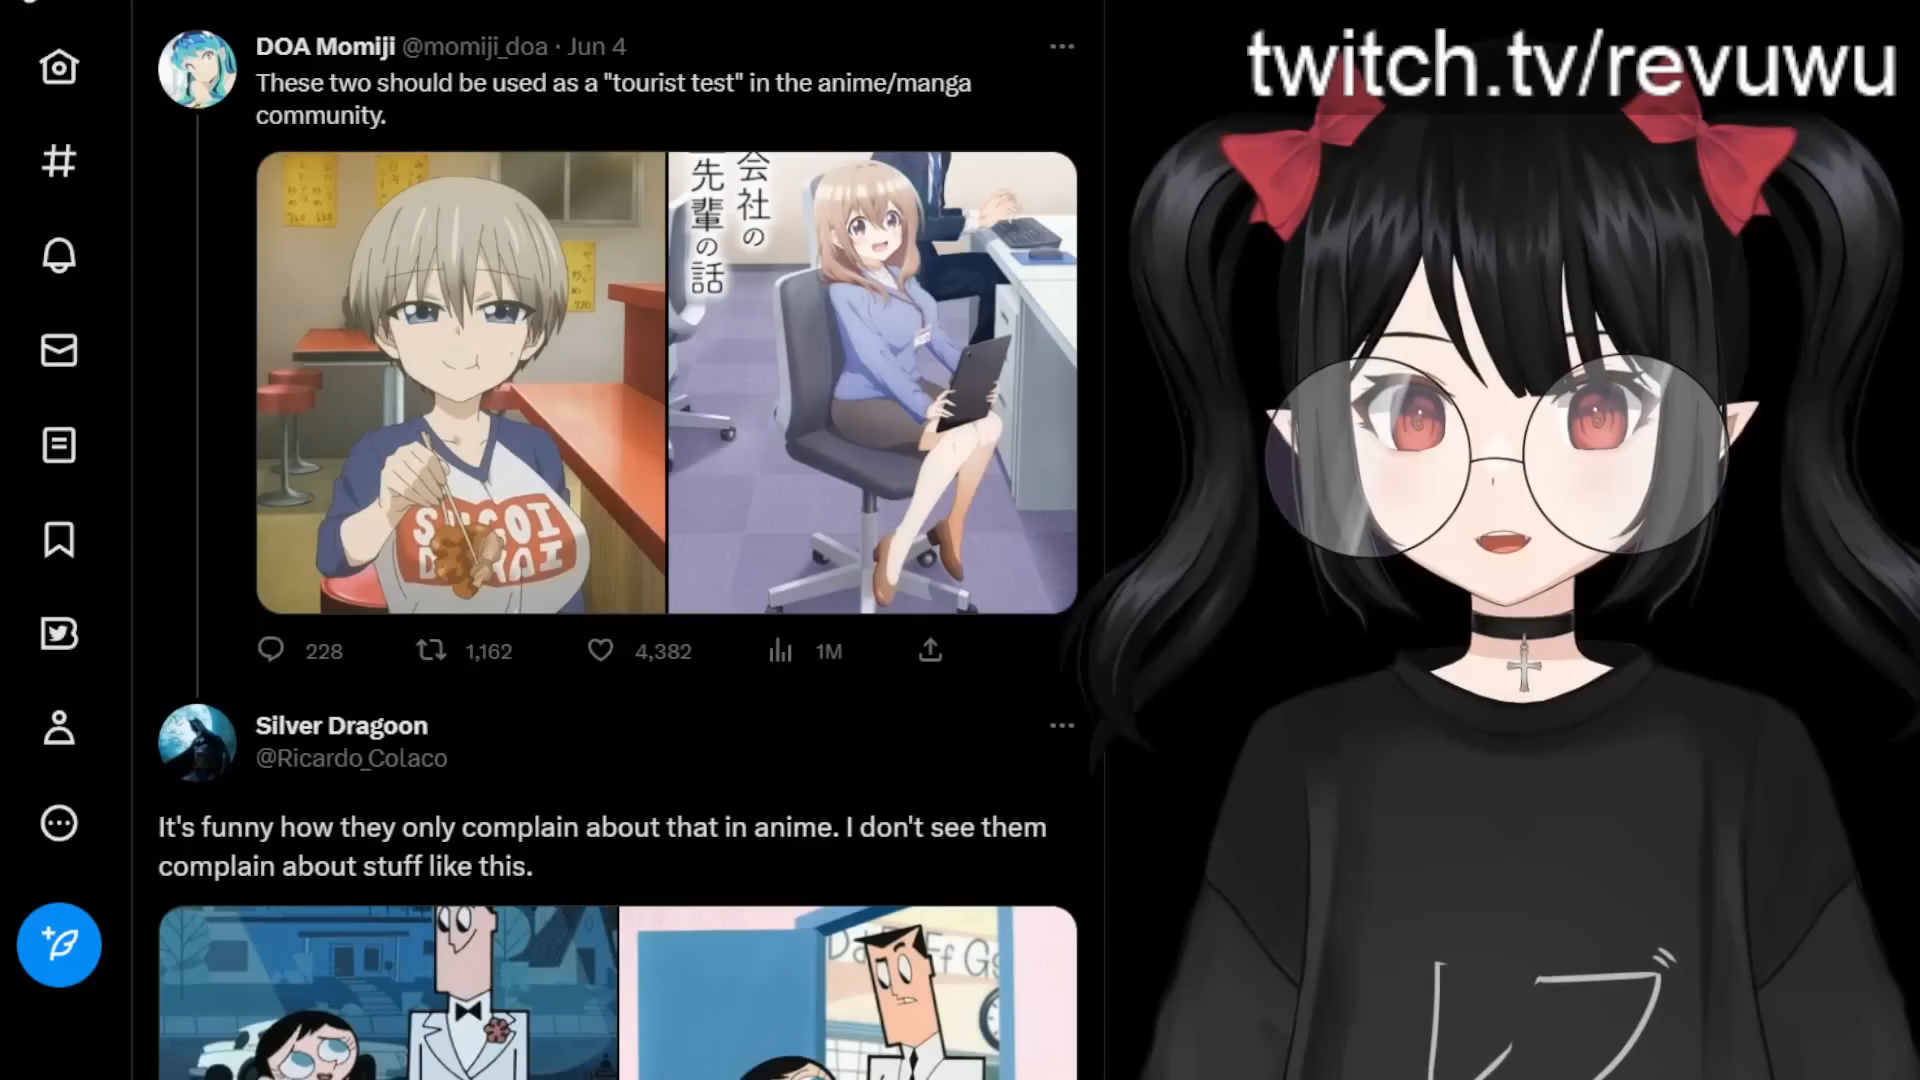 twitch.tv/revuwu
DOA Momiji @momiji_doa · Jun 4
These two should be used as a "tourist test" in the anime/manga
community.
会社の
先輩の話
228 1,162 4,382 1M
Silver Dragoon
@Ricardo_Colaco
It's funny how they only complain about that in anime. I don't see them
complain about stuff like this.
レブ